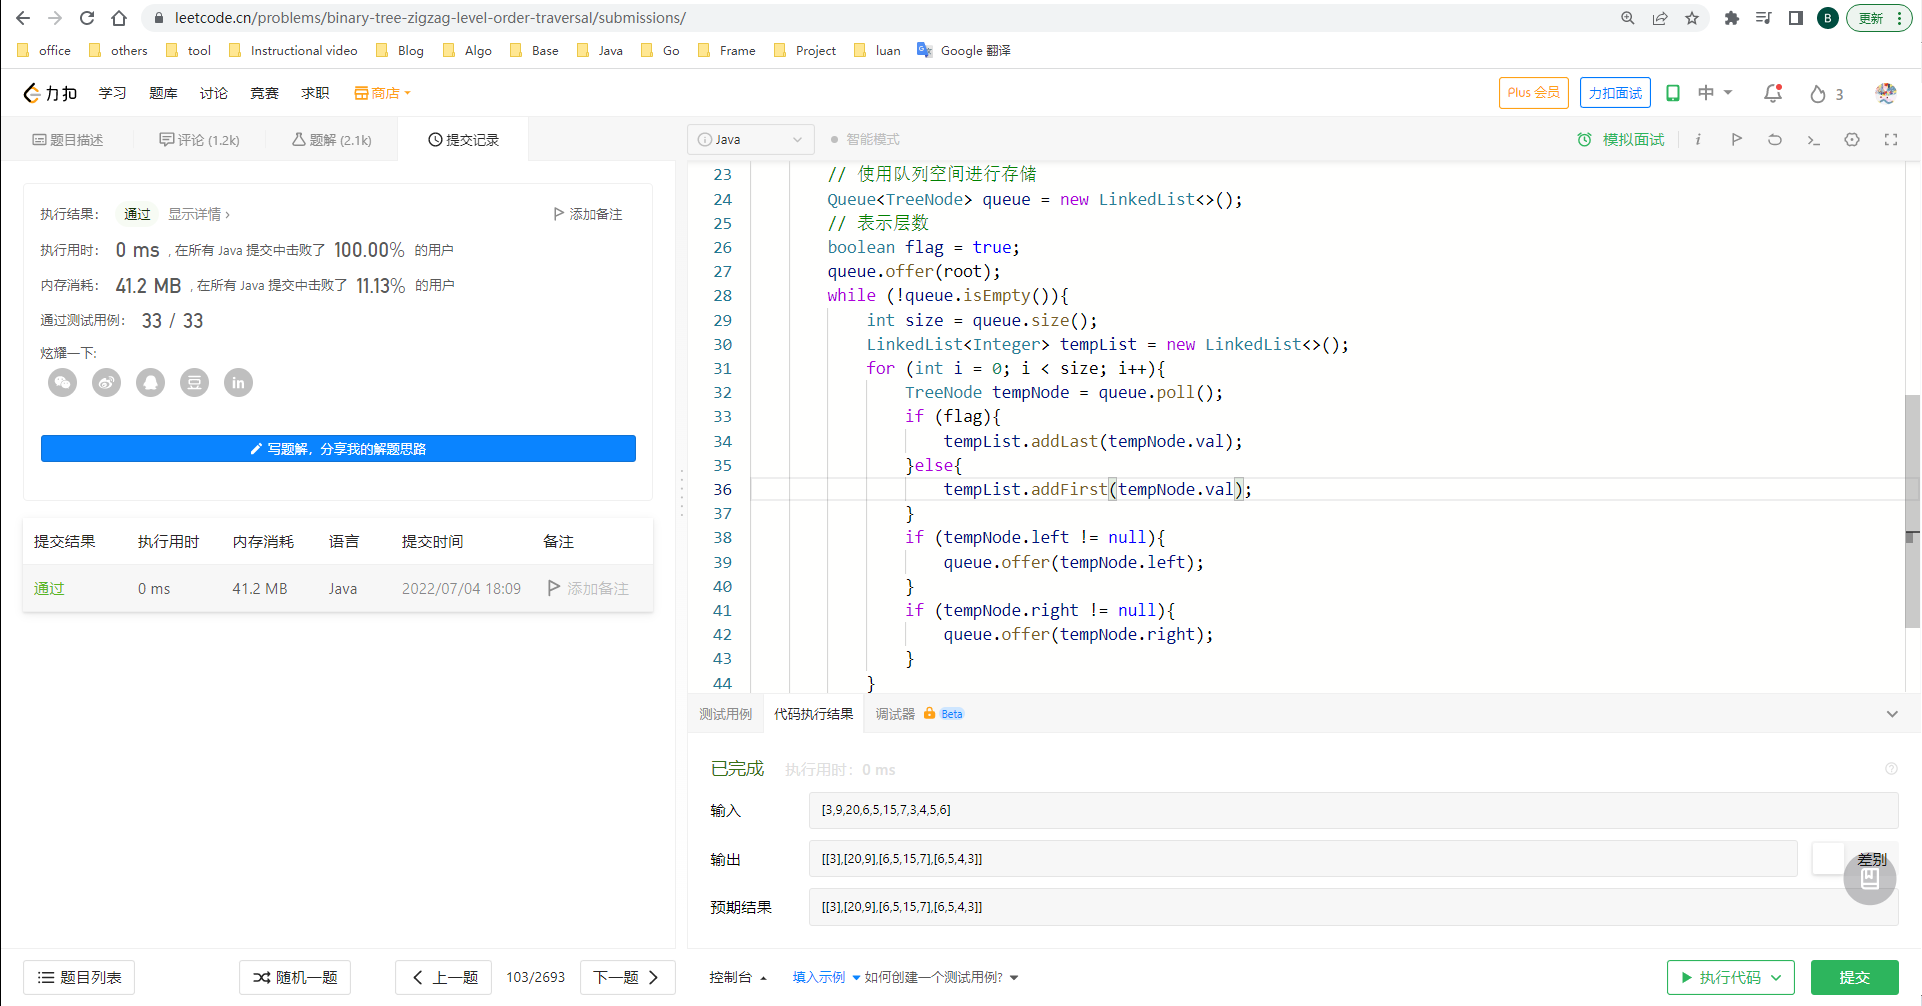 leetcode.cn/problems/binary-tree-zigzag-level-order-traversal/submissions/
B 更新
office others tool Instructional video Blog Algo Base Java Go Frame Project luan Google 翻译
力扣 学习 题库 讨论 竞赛 求职 商店 Plus 会员 力扣面试 中 3
题目描述 评论 (1.2k) 题解 (2.1k) 提交记录
执行结果： 通过 显示详情 › 添加备注
执行用时： 0 ms , 在所有 Java 提交中击败了 100.00% 的用户
内存消耗： 41.2 MB , 在所有 Java 提交中击败了 11.13% 的用户
通过测试用例： 33 / 33
炫耀一下:
豆 in
写题解，分享我的解题思路
提交结果 执行用时 内存消耗 语言 提交时间 备注
通过 0 ms 41.2 MB Java 2022/07/04 18:09 添加备注
Java 智能模式 模拟面试 i
23 // 使用队列空间进行存储
24 Queue<TreeNode> queue = new LinkedList<>();
25 // 表示层数
26 boolean flag = true;
27 queue.offer(root);
28 while (!queue.isEmpty()){
29 int size = queue.size();
30 LinkedList<Integer> tempList = new LinkedList<>();
31 for (int i = 0; i < size; i++){
32 TreeNode tempNode = queue.poll();
33 if (flag){
34 tempList.addLast(tempNode.val);
35 }else{
36 tempList.addFirst(tempNode.val);
37 }
38 if (tempNode.left != null){
39 queue.offer(tempNode.left);
40 }
41 if (tempNode.right != null){
42 queue.offer(tempNode.right);
43 }
44 }
测试用例 代码执行结果 调试器 Beta
已完成 执行用时：0 ms
输入 [3,9,20,6,5,15,7,3,4,5,6]
输出 [[3],[20,9],[6,5,15,7],[6,5,4,3]] 差别
预期结果 [[3],[20,9],[6,5,15,7],[6,5,4,3]]
题目列表 随机一题 上一题 103/2693 下一题 控制台 填入示例 如何创建一个测试用例? 执行代码 提交